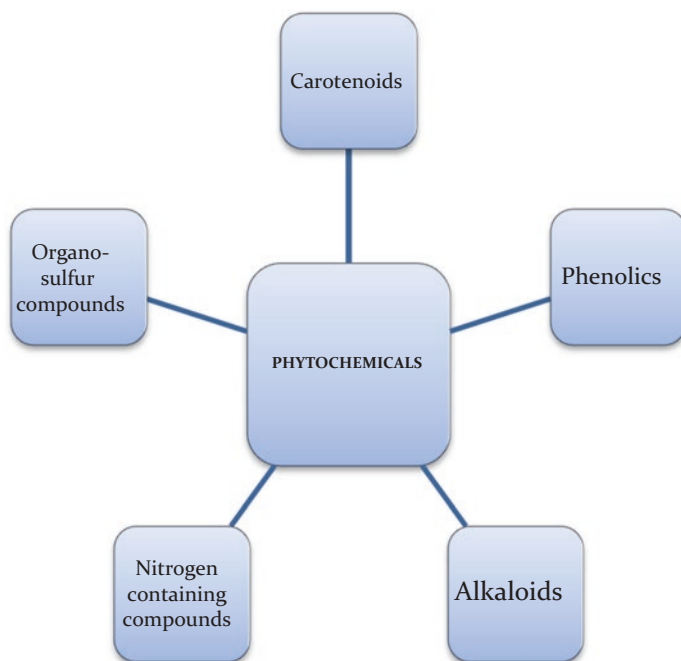 Carotenoids
Organo-
sulfur
compounds
Phenolics
PHYTOCHEMICALS
Nitrogen
containing
compounds
Alkaloids